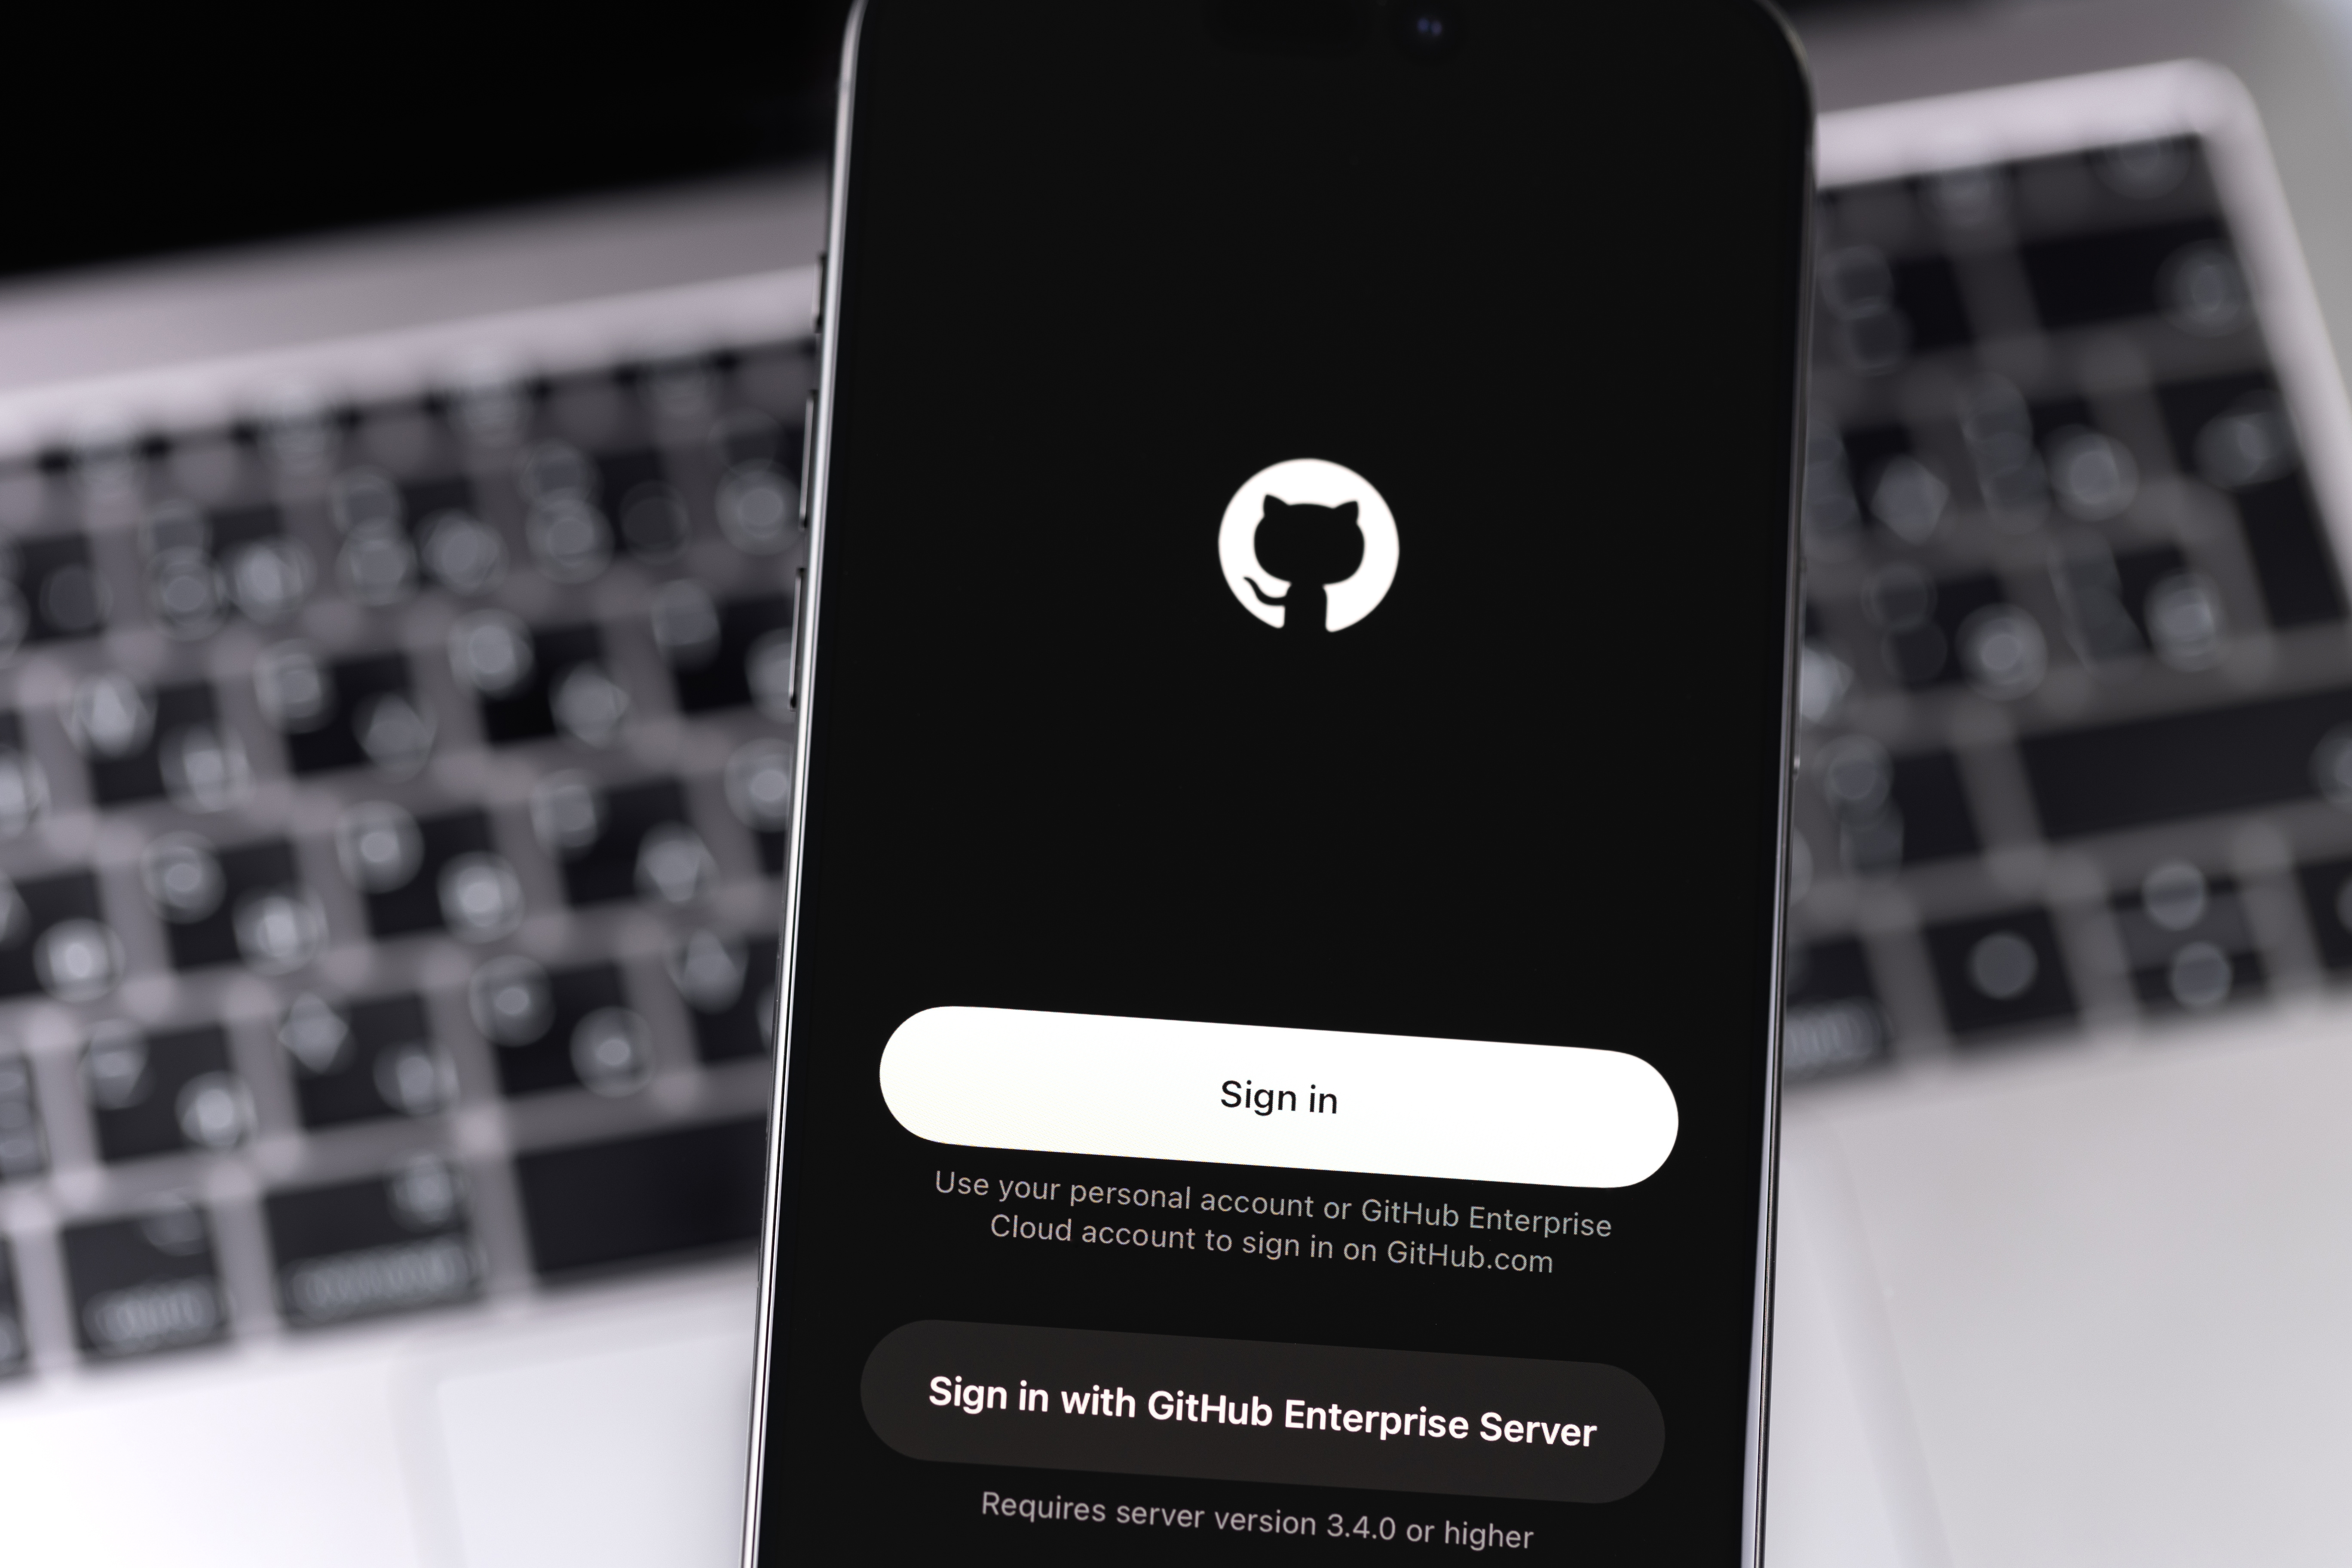 Sign in
Use your personal account or GitHub Enterprise
Cloud account to sign in on GitHub.com
Sign in with GitHub Enterprise Server
Requires server version 3.4.0 or higher